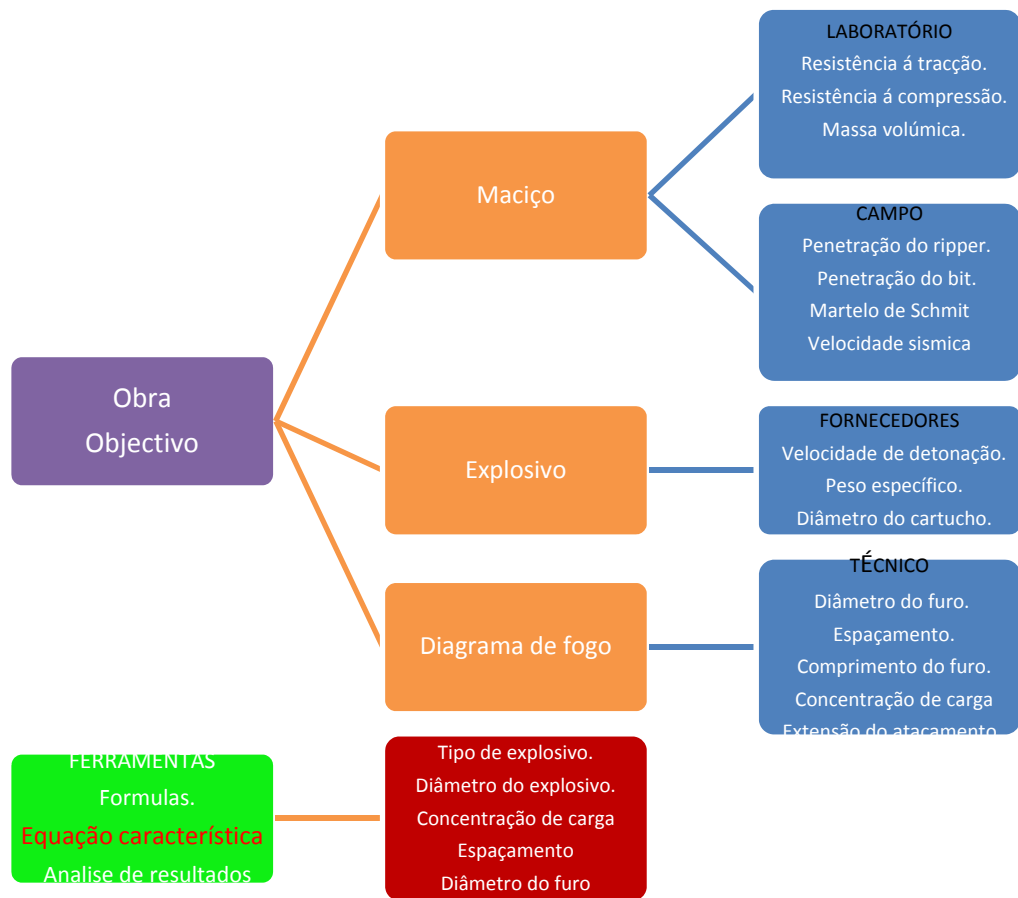 LABORATÓRIO
Resistência á tracção.
Resistência á compressão.
Massa volúmica.
Maciço
CAMPO
Penetração do ripper.
Penetração do bit.
Martelo de Schmit
Velocidade sismica
Obra
Objectivo
Explosivo
FORNECEDORES
Velocidade de detonação.
Peso específico.
Diâmetro do cartucho.
Diagrama de fogo
TÉCNICO
Diâmetro do furo.
Espaçamento.
Comprimento do furo.
Concentração de carga
Extensão do atacamento.
FERRAMENTAS
Formulas.
Equação característica
Analise de resultados
Tipo de explosivo.
Diâmetro do explosivo.
Concentração de carga
Espaçamento
Diâmetro do furo